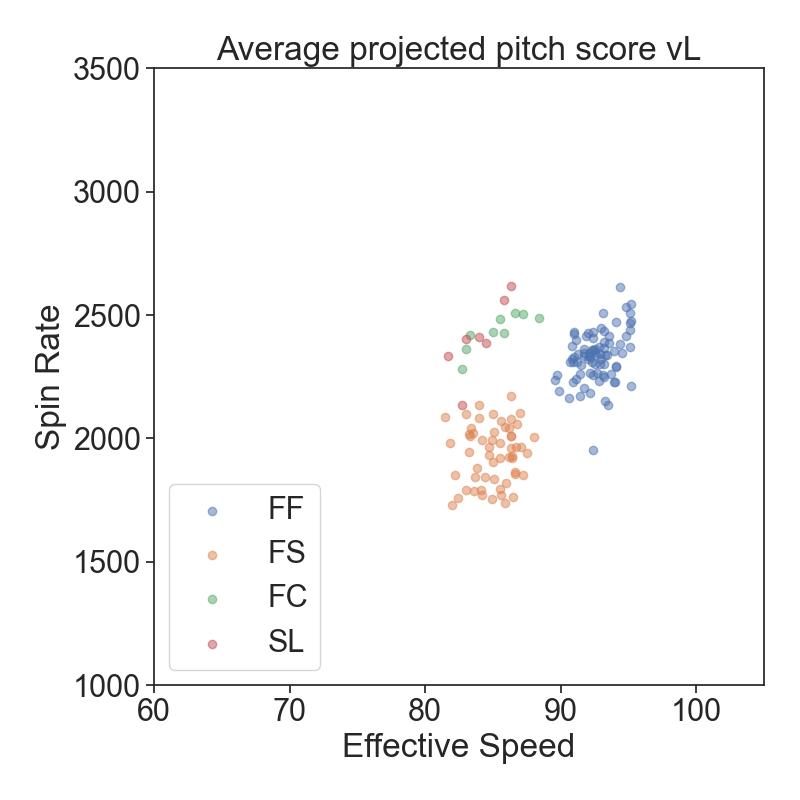 Average projected pitch score vL
3500
3000
2500
2000
1500
1000
Spin Rate
FF
FS
FC
SL
60 70 80 90 100
Effective Speed